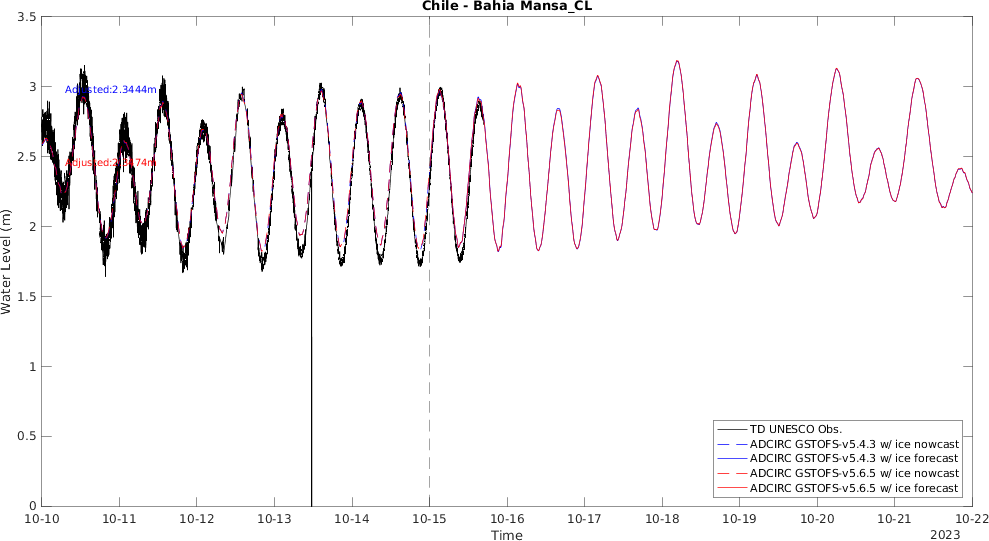 Chile - Bahia Mansa_CL
3.5
3
2.5
2
1.5
1
0.5
0
Water Level (m)
Adjusted:2.3444m
10-10
10-11
10-12
10-13
10-14
10-15
10-16
10-17
10-18
10-19
10-20
10-21
10-22
Time
2023
TD UNESCO Obs.
ADCIRC GSTOFS-v5.4.3 w/ ice nowcast
ADCIRC GSTOFS-v5.4.3 w/ ice forecast
ADCIRC GSTOFS-v5.6.5 w/ ice nowcast
ADCIRC GSTOFS-v5.6.5 w/ ice forecast